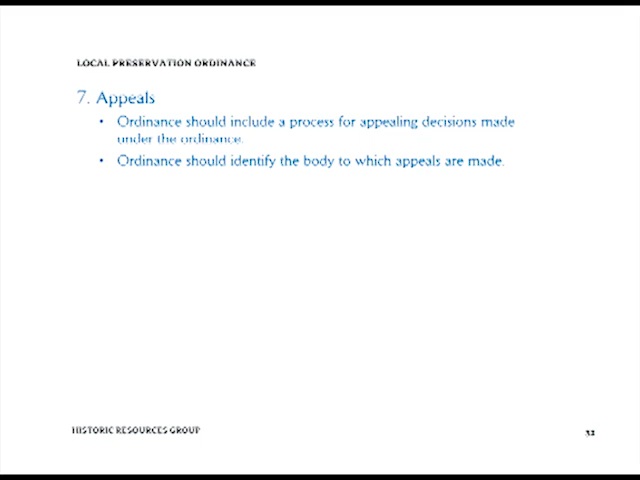 LOCAL PRESERVATION ORDINANCE
7. Appeals
• Ordinance should include a process for appealing decisions made
under the ordinance.
• Ordinance should identify the body to which appeals are made.
HISTORIC RESOURCES GROUP